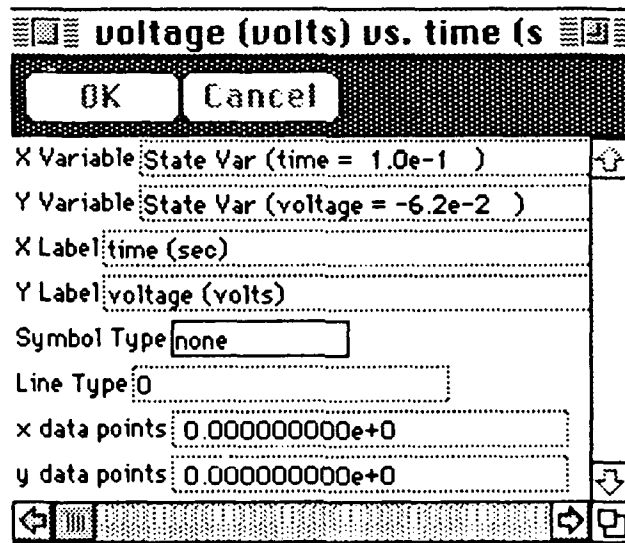 voltage (volts) vs. time (s
OK Cancel
X Variable State Var (time = 1.0e-1 )
Y Variable State Var (voltage = -6.2e-2 )
X Label time (sec)
Y Label voltage (volts)
Symbol Type none
Line Type 0
x data points 0.000000000e+0
y data points 0.000000000e+0